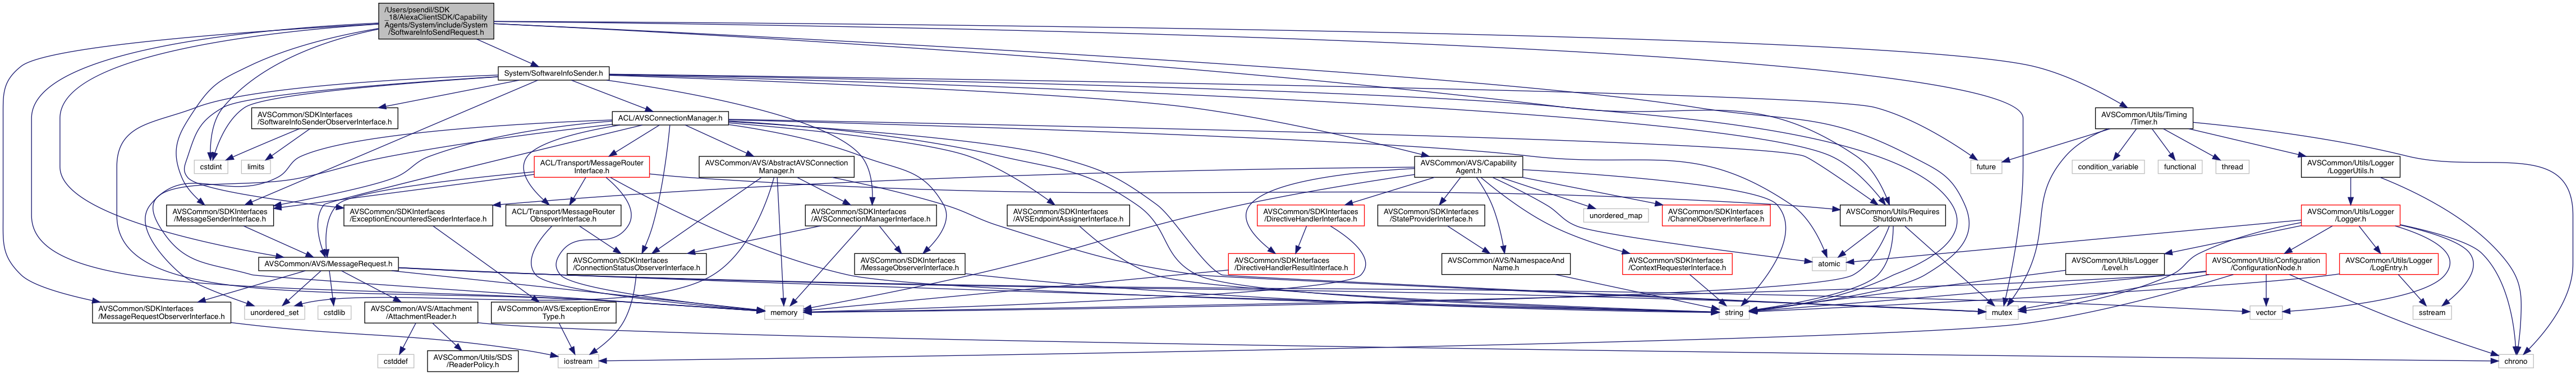 /Users/psendil/SDK
_18/AlexaClientSDK/Capability
Agents/System/include/System
/SoftwareInfoSendRequest.h
System/SoftwareInfoSender.h
AVSCommon/SDKInterfaces
/SoftwareInfoSenderObserverInterface.h
ACL/AVSConnectionManager.h
AVSCommon/Utils/Timing
/Timer.h
cstdint
limits
ACL/Transport/MessageRouter
Interface.h
AVSCommon/AVS/AbstractAVSConnection
Manager.h
AVSCommon/AVS/Capability
Agent.h
future
condition_variable
functional
thread
AVSCommon/Utils/Logger
/LoggerUtils.h
AVSCommon/SDKInterfaces
/MessageSenderInterface.h
AVSCommon/SDKInterfaces
/ExceptionEncounteredSenderInterface.h
ACL/Transport/MessageRouter
ObserverInterface.h
AVSCommon/SDKInterfaces
/AVSConnectionManagerInterface.h
AVSCommon/SDKInterfaces
/AVSEndpointAssignerInterface.h
AVSCommon/SDKInterfaces
/DirectiveHandlerInterface.h
AVSCommon/SDKInterfaces
/StateProviderInterface.h
unordered_map
AVSCommon/SDKInterfaces
/ChannelObserverInterface.h
AVSCommon/Utils/Requires
Shutdown.h
AVSCommon/Utils/Logger
/Logger.h
AVSCommon/AVS/MessageRequest.h
AVSCommon/SDKInterfaces
/ConnectionStatusObserverInterface.h
AVSCommon/SDKInterfaces
/MessageObserverInterface.h
AVSCommon/SDKInterfaces
/DirectiveHandlerResultInterface.h
AVSCommon/AVS/NamespaceAnd
Name.h
AVSCommon/SDKInterfaces
/ContextRequesterInterface.h
atomic
AVSCommon/Utils/Logger
/Level.h
AVSCommon/Utils/Configuration
/ConfigurationNode.h
AVSCommon/Utils/Logger
/LogEntry.h
AVSCommon/SDKInterfaces
/MessageRequestObserverInterface.h
unordered_set
cstdlib
AVSCommon/AVS/Attachment
/AttachmentReader.h
AVSCommon/AVS/ExceptionError
Type.h
memory
string
mutex
vector
sstream
cstddef
AVSCommon/Utils/SDS
/ReaderPolicy.h
iostream
chrono